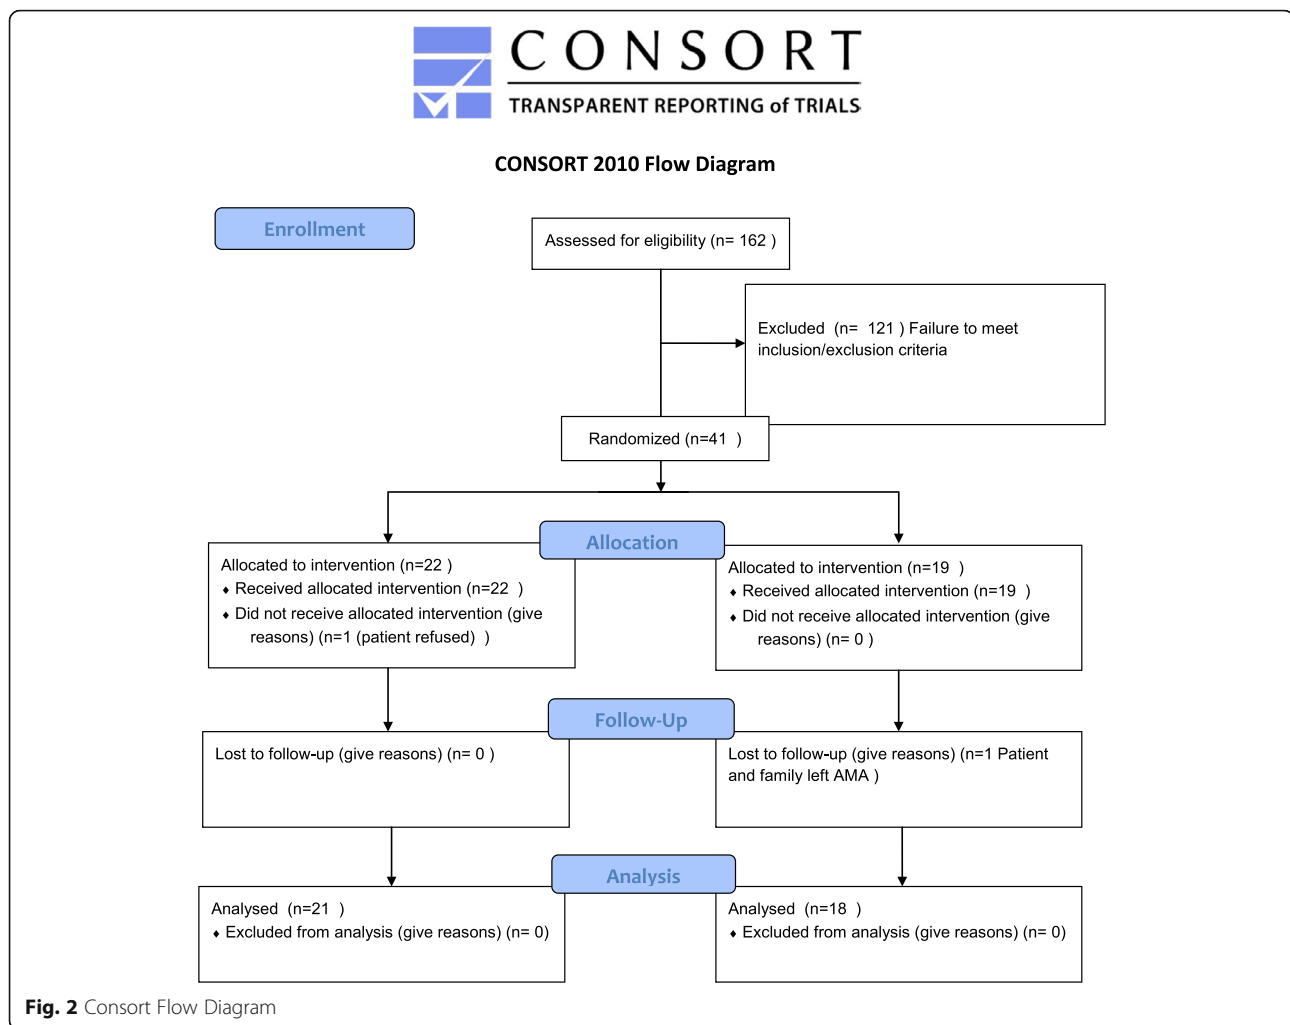 CONSORT
TRANSPARENT REPORTING of TRIALS
CONSORT 2010 Flow Diagram
Enrollment
Assessed for eligibility (n= 162 )
Excluded (n= 121 ) Failure to meet
inclusion/exclusion criteria
Randomized (n=41 )
Allocation
Allocated to intervention (n=22 )
♦ Received allocated intervention (n=22 )
♦ Did not receive allocated intervention (give
reasons) (n=1 (patient refused) )
Allocated to intervention (n=19 )
♦ Received allocated intervention (n=19 )
♦ Did not receive allocated intervention (give
reasons) (n= 0 )
Follow-Up
Lost to follow-up (give reasons) (n= 0 )
Lost to follow-up (give reasons) (n=1 Patient
and family left AMA )
Analysis
Analysed (n=21 )
♦ Excluded from analysis (give reasons) (n= 0)
Analysed (n=18 )
♦ Excluded from analysis (give reasons) (n= 0)
Fig. 2 Consort Flow Diagram